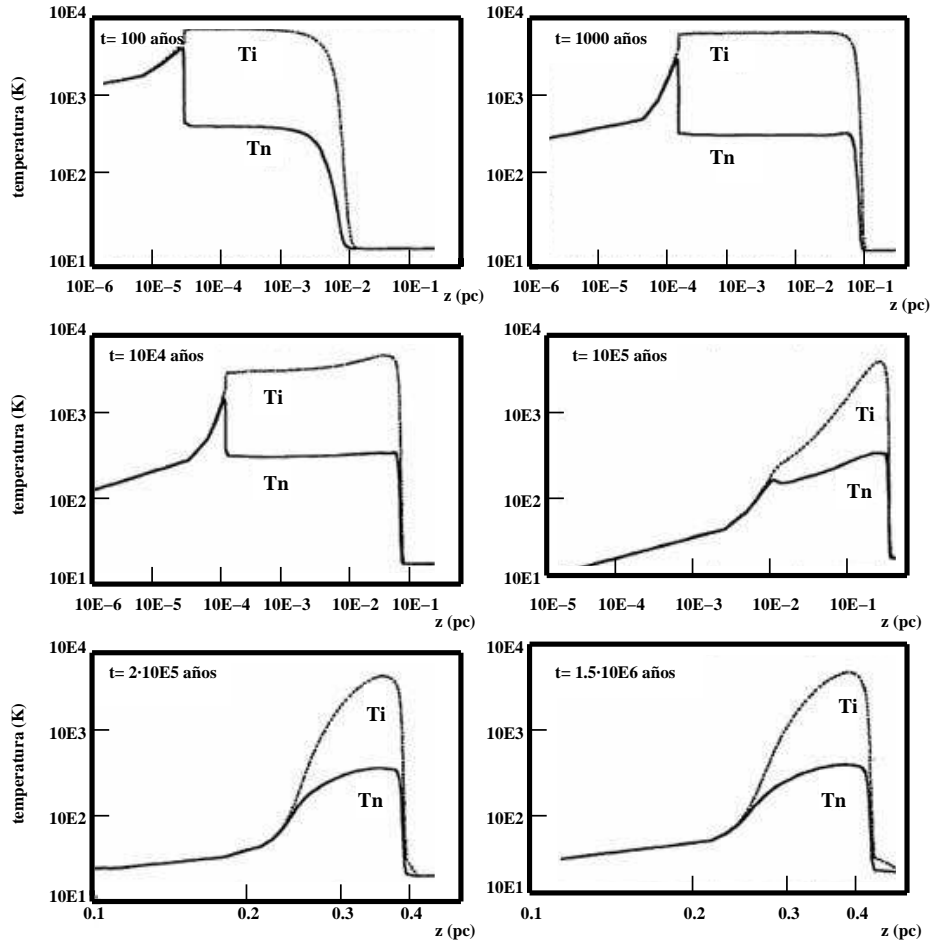 10E4
t= 100 años
Ti
10E3
Tn
10E2
10E1
temperatura (K)
10E−6
10E−5
10E−4
10E−3
10E−2
10E−1
z (pc)
10E4
t= 1000 años
Ti
10E3
Tn
10E2
10E1
10E−6
10E−5
10E−4
10E−3
10E−2
10E−1
z (pc)
10E4
t= 10E4 años
Ti
10E3
Tn
10E2
10E1
temperatura (K)
10E−6
10E−5
10E−4
10E−3
10E−2
10E−1
z (pc)
10E4
t= 10E5 años
Ti
10E3
Tn
10E2
10E1
10E−5
10E−4
10E−3
10E−2
10E−1
z (pc)
10E4
t= 2·10E5 años
Ti
10E3
Tn
10E2
10E1
temperatura (K)
0.1
0.2
0.3
0.4
z (pc)
10E4
t= 1.5·10E6 años
Ti
10E3
Tn
10E2
10E1
0.1
0.2
0.3
0.4
z (pc)